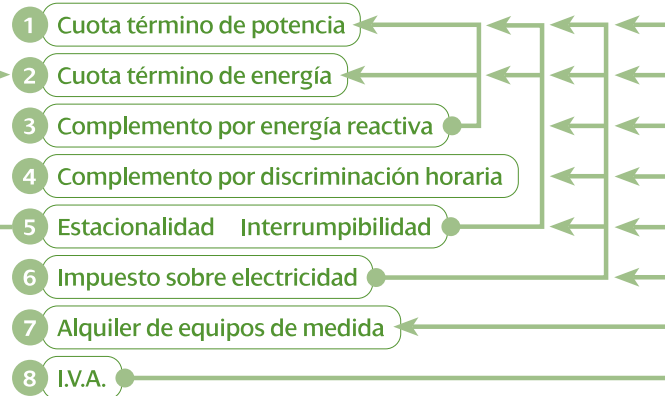 1 Cuota término de potencia
2 Cuota término de energía
3 Complemento por energía reactiva
4 Complemento por discriminación horaria
5 Estacionalidad Interrumpibilidad
6 Impuesto sobre electricidad
7 Alquiler de equipos de medida
8 I.V.A.